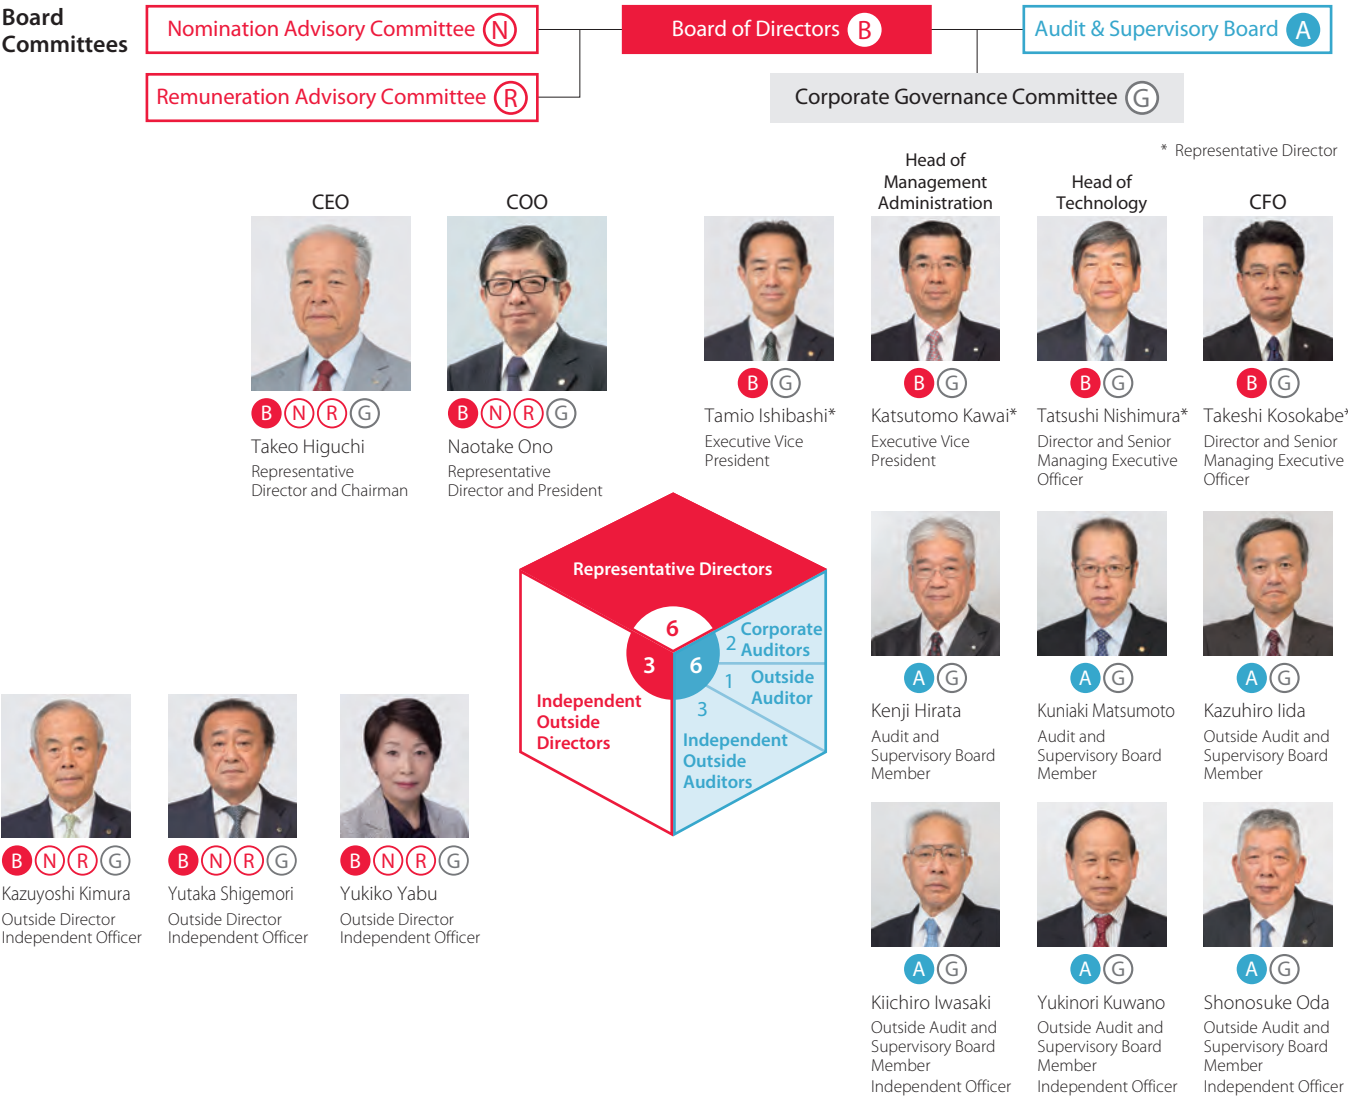 Board
Committees
Nomination Advisory Committee N
Board of Directors B
Audit & Supervisory Board A
Remuneration Advisory Committee R
Corporate Governance Committee G
* Representative Director
CEO
B N R G
Takeo Higuchi
Representative
Director and Chairman
COO
B N R G
Naotake Ono
Representative
Director and President
B G
Tamio Ishibashi*
Executive Vice
President
Head of
Management
Administration
B G
Katsutomo Kawai*
Executive Vice
President
Head of
Technology
B G
Tatsushi Nishimura*
Director and Senior
Managing Executive
Officer
CFO
B G
Takeshi Kosokabe*
Director and Senior
Managing Executive
Officer
Representative Directors
6
3
6
2 Corporate
Auditors
1 Outside
Auditor
3
Independent
Outside
Auditors
Independent
Outside
Directors
A G
Kenji Hirata
Audit and
Supervisory Board
Member
A G
Kuniaki Matsumoto
Audit and
Supervisory Board
Member
A G
Kazuhiro Iida
Outside Audit and
Supervisory Board
Member
B N R G
Kazuyoshi Kimura
Outside Director
Independent Officer
B N R G
Yutaka Shigemori
Outside Director
Independent Officer
B N R G
Yukiko Yabu
Outside Director
Independent Officer
A G
Kiichiro Iwasaki
Outside Audit and
Supervisory Board
Member
Independent Officer
A G
Yukinori Kuwano
Outside Audit and
Supervisory Board
Member
Independent Officer
A G
Shonosuke Oda
Outside Audit and
Supervisory Board
Member
Independent Officer